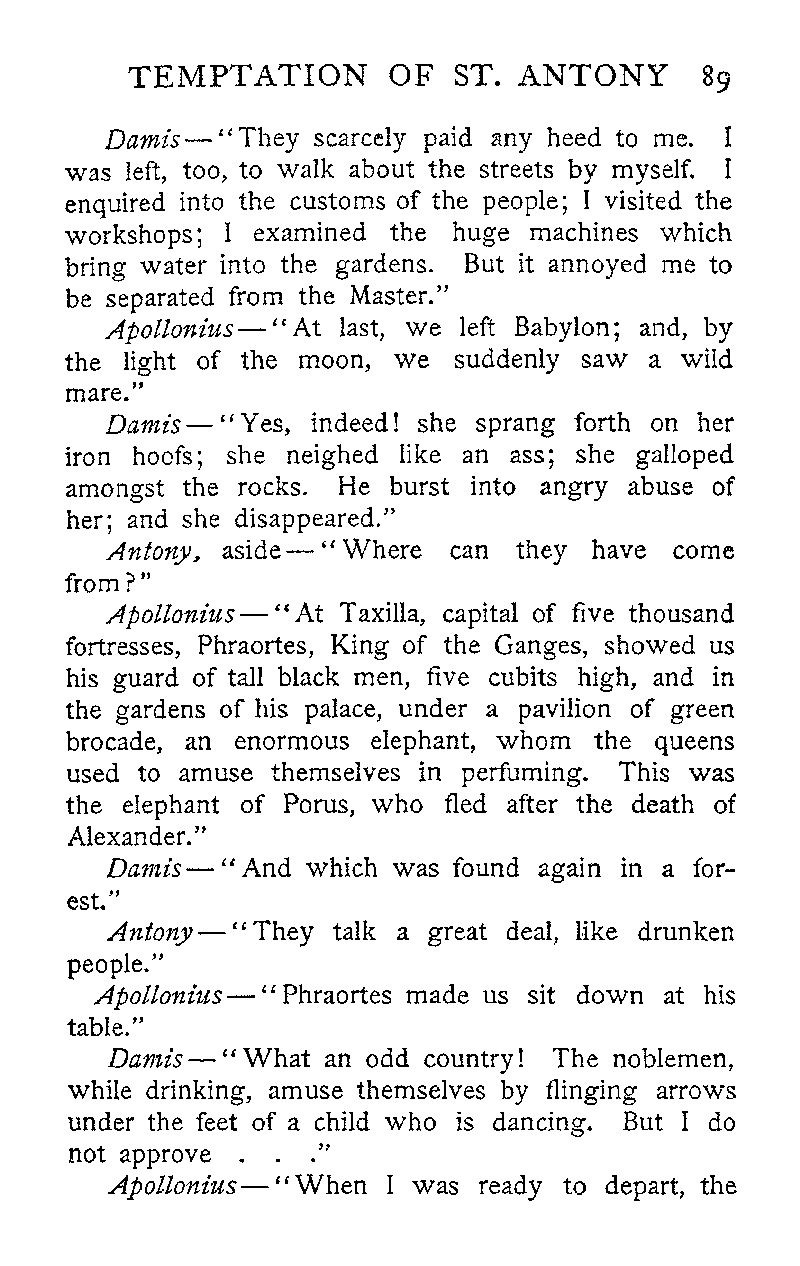 TEMPTATION OF ST. ANTONY 89
Damis—“They scarcely paid any heed to me. I
was left, too, to walk about the streets by myself. I
enquired into the customs of the people; I visited the
workshops; I examined the huge machines which
bring water into the gardens. But it annoyed me to
be separated from the Master.”
Apollonius—“At last, we left Babylon; and, by
the light of the moon, we suddenly saw a wild
mare.”
Damis—“Yes, indeed! she sprang forth on her
iron hoofs; she neighed like an ass; she galloped
amongst the rocks. He burst into angry abuse of
her; and she disappeared.”
Antony, aside—“Where can they have come
from?”
Apollonius—“At Taxilla, capital of five thousand
fortresses, Phraortes, King of the Ganges, showed us
his guard of tall black men, five cubits high, and in
the gardens of his palace, under a pavilion of green
brocade, an enormous elephant, whom the queens
used to amuse themselves in perfuming. This was
the elephant of Porus, who fled after the death of
Alexander.”
Damis—“And which was found again in a for-
est.”
Antony—“They talk a great deal, like drunken
people.”
Apollonius—“Phraortes made us sit down at his
table.”
Damis—“What an odd country! The noblemen,
while drinking, amuse themselves by flinging arrows
under the feet of a child who is dancing. But I do
not approve . . .”
Apollonius—“When I was ready to depart, the